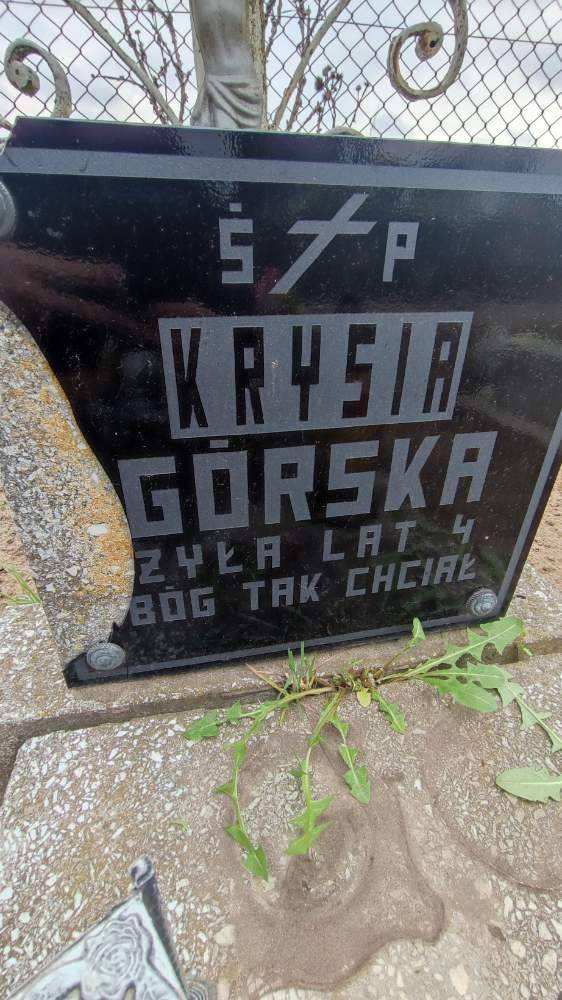 Ś P
KRYSIA
GÓRSKA
ŻYŁA LAT 4
BÓG TAK CHCIAŁ